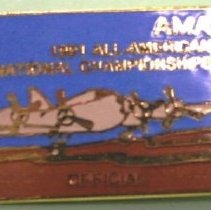 AMA
1991 ALL AMERICAN
NATIONAL CHAMPIONSHIPS
OFFICIAL